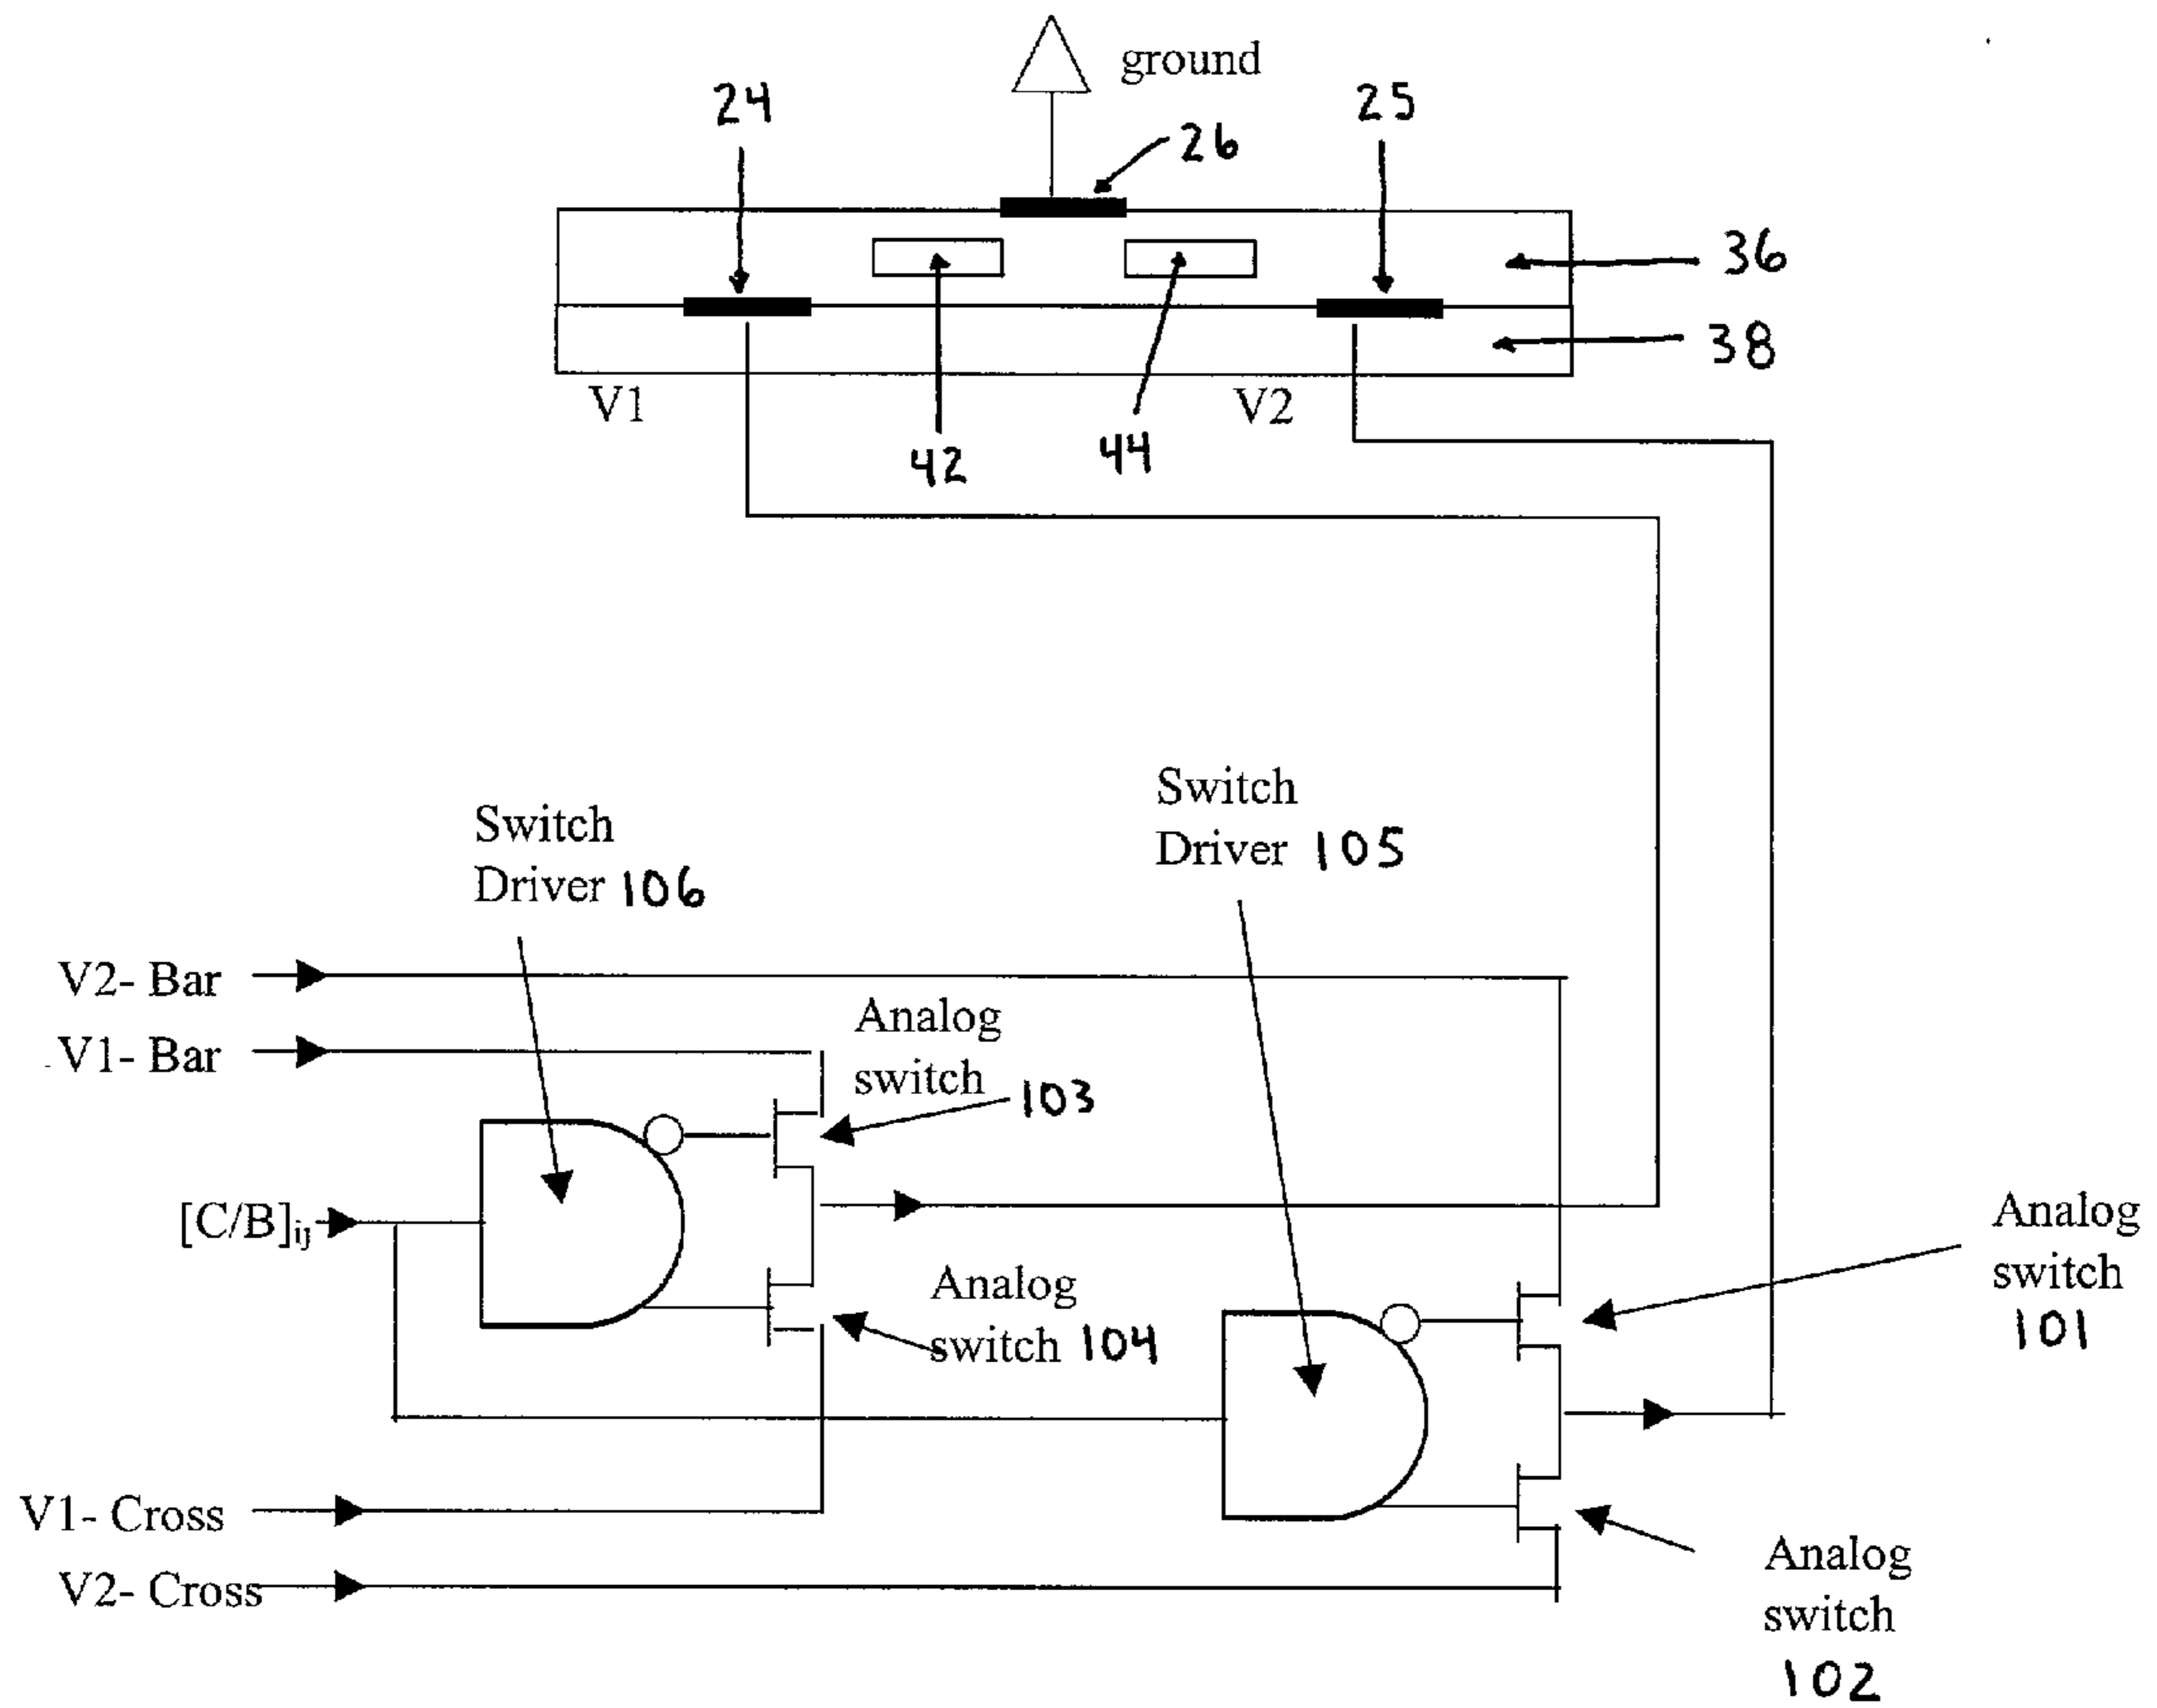 ground
24
25
26
36
38
V1
V2
42
44
Switch
Driver 105
Switch
Driver 106
V2- Bar
Analog
switch
103
V1- Bar
[C/B]ij
Analog
switch
101
Analog
switch 104
V1- Cross
V2- Cross
Analog
switch
102